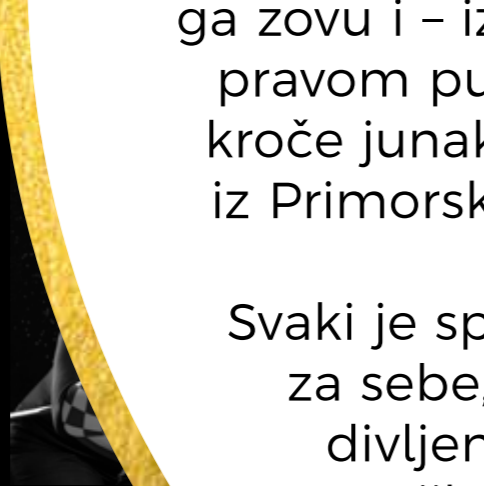 ga zovu i – iz
pravom pu
kroče junak
iz Primorsk
Svaki je sp
za sebe,
divljen